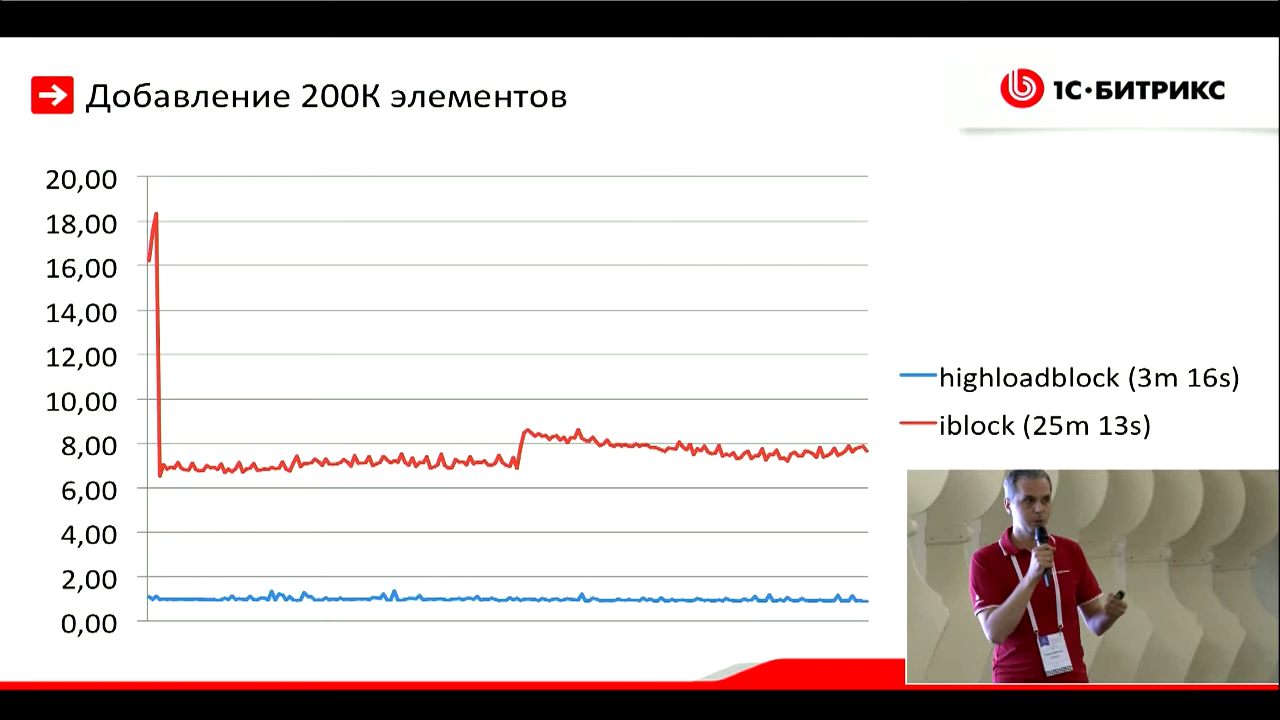 Добавление 200К элементов
1С·БИТРИКС
20,00
18,00
16,00
14,00
12,00
10,00
8,00
6,00
4,00
2,00
0,00
highloadblock (3m 16s)
iblock (25m 13s)